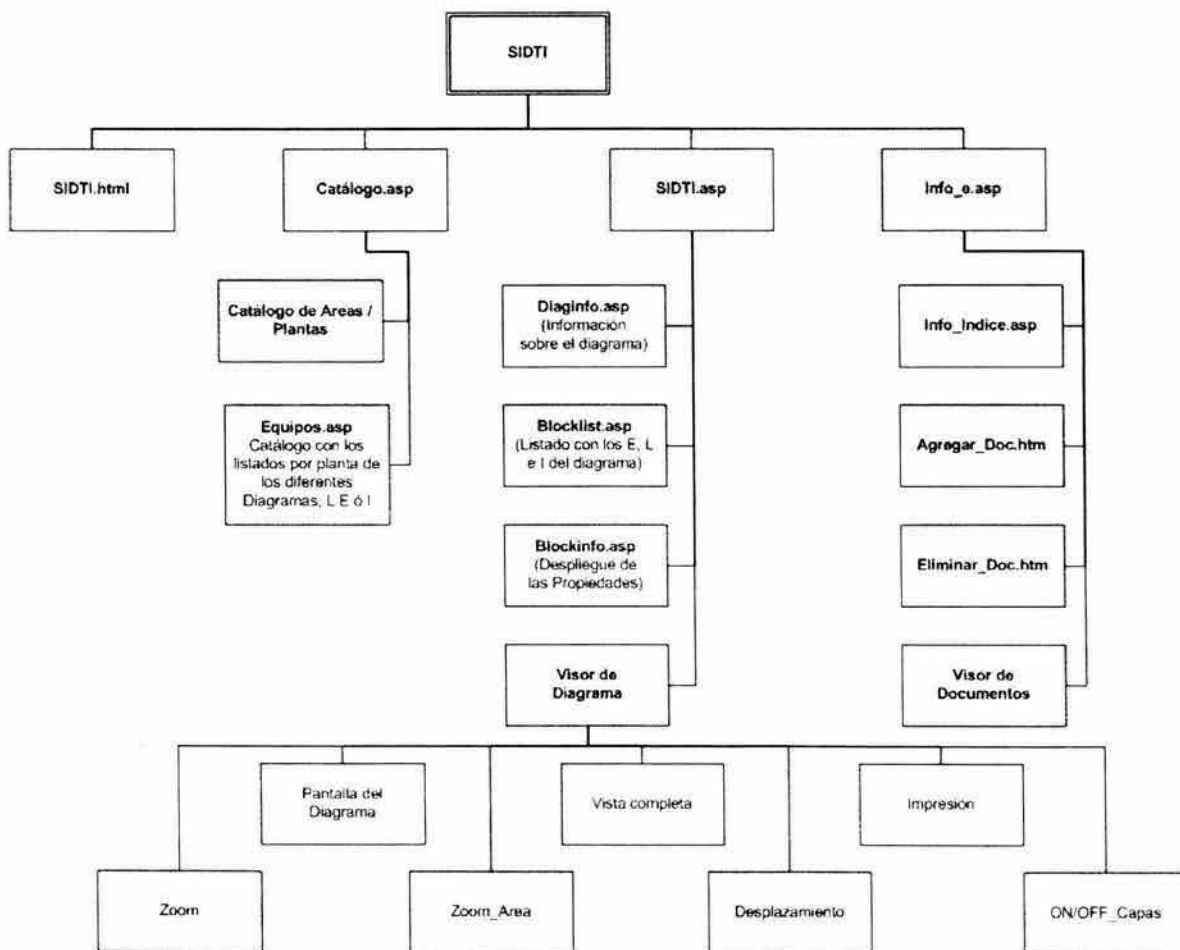 SIDTI
SIDTI.html
Catálogo.asp
SIDTI.asp
Info_e.asp
Catálogo de Areas /
Plantas
Diaginfo.asp
(Información
sobre el diagrama)
Info_Indice.asp
Equipos.asp
Catálogo con los
listados por planta de
los diferentes
Diagramas, L E ó I
Blocklist.asp
(Listado con los E, L
e I del diagrama)
Agregar_Doc.htm
Blockinfo.asp
(Despliegue de
las Propiedades)
Eliminar_Doc.htm
Visor de
Diagrama
Visor de
Documentos
Pantalla del
Diagrama
Vista completa
Impresión
Zoom
Zoom_Area
Desplazamiento
ON/OFF_Capas